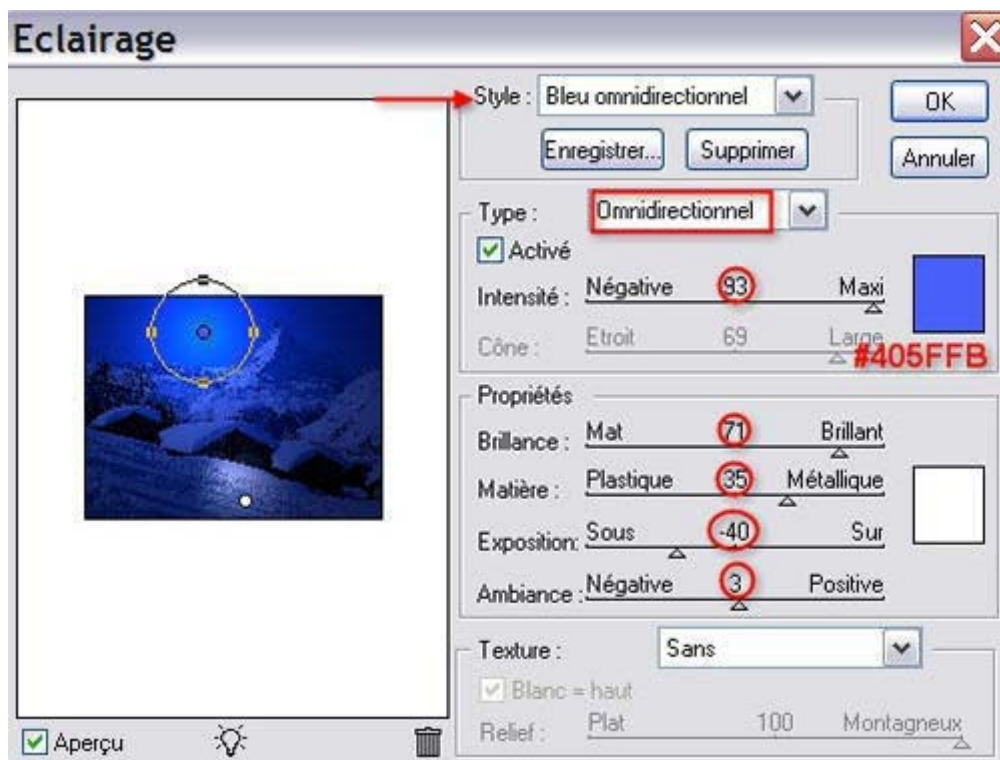 Eclairage
Style : Bleu omnidirectionnel
OK
Enregistrer... Supprimer
Annuler
Type : Omnidirectionnel
Activé
Intensité : Négative 93 Maxi
Cône : Etroit 69 Large
#405FFB
Propriétés
Brillance : Mat 71 Brillant
Matière : Plastique 35 Métallique
Exposition: Sous -40 Sur
Ambiance : Négative 3 Positive
Texture : Sans
Blanc = haut
Relief : Plat 100 Montagneux
Aperçu